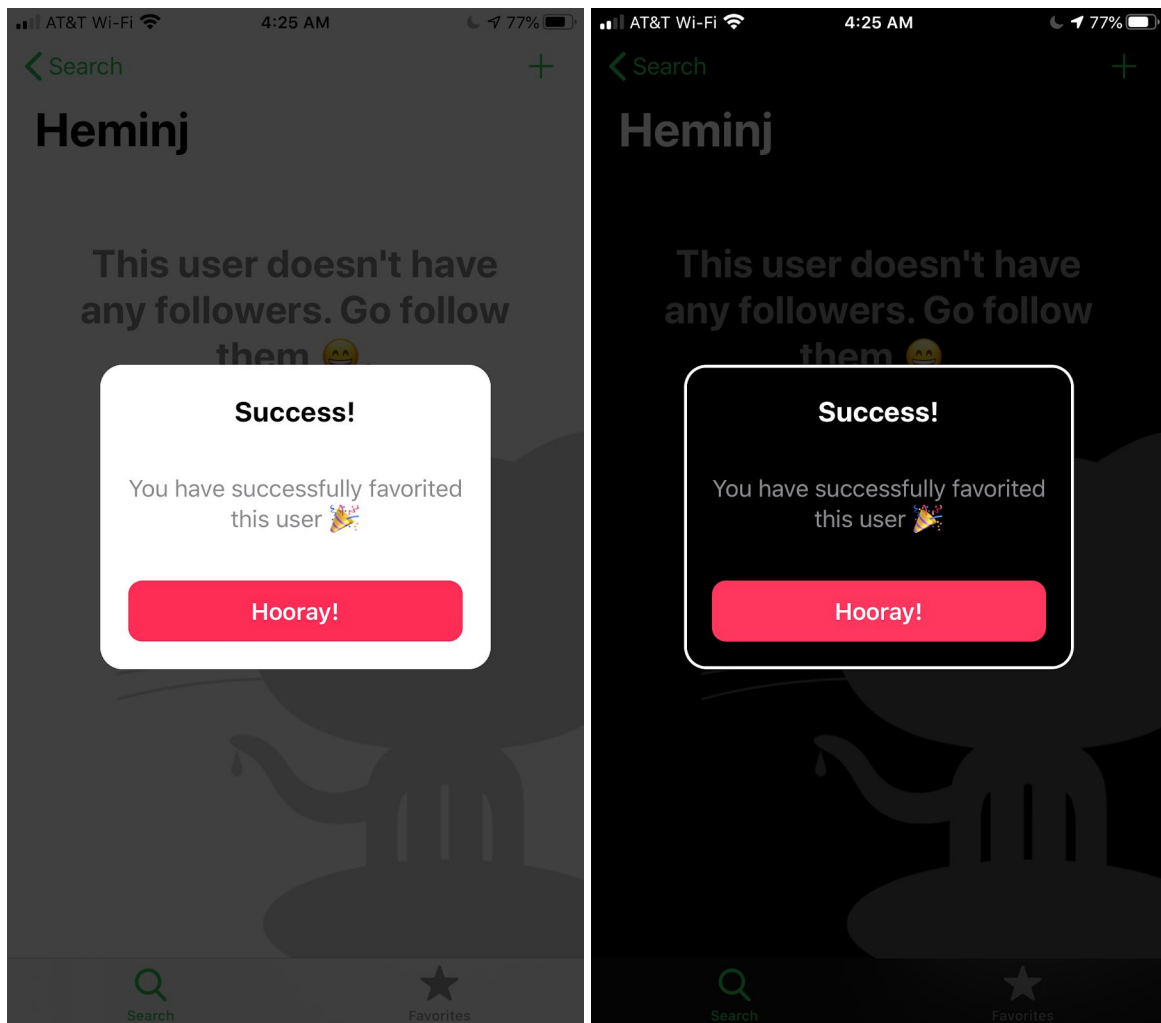 AT&T Wi-Fi 4:25 AM 77%
Search
Heminj
This user doesn't have
any followers. Go follow
them 😁.
Success!
You have successfully favorited
this user 🎉
Hooray!
Search Favorites
AT&T Wi-Fi 4:25 AM 77%
Search
Heminj
This user doesn't have
any followers. Go follow
them 😁
Success!
You have successfully favorited
this user 🎉
Hooray!
Search Favorites